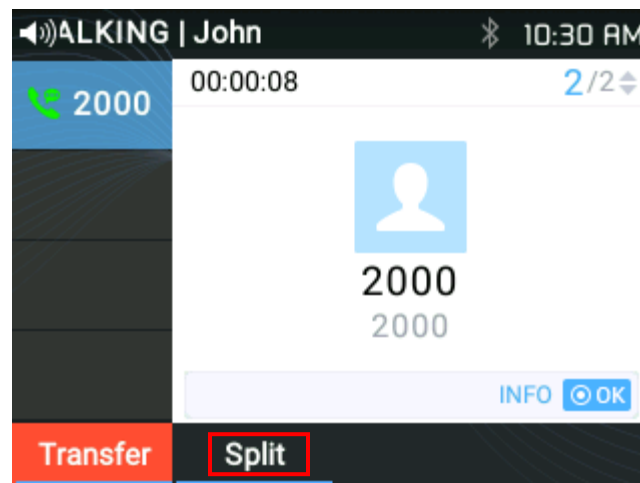 ALKING | John 10:30 AM
2000 00:00:08 2/2
2000
2000
INFO OK
Transfer Split